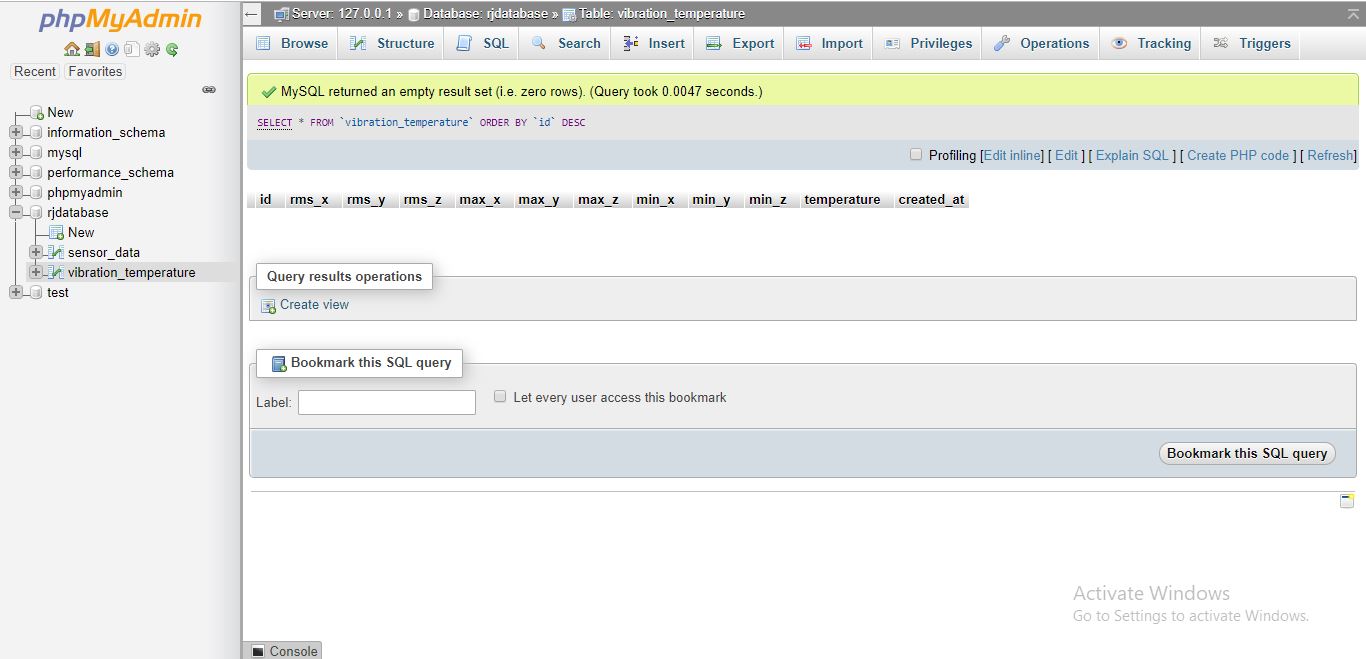 phpMyAdmin
Recent Favorites
New
information_schema
mysql
performance_schema
phpmyadmin
rjdatabase
New
sensor_data
vibration_temperature
test
Server: 127.0.0.1 » Database: rjdatabase » Table: vibration_temperature
Browse Structure SQL Search Insert Export Import Privileges Operations Tracking Triggers
MySQL returned an empty result set (i.e. zero rows). (Query took 0.0047 seconds.)
SELECT * FROM `vibration_temperature` ORDER BY `id` DESC
Profiling [Edit inline] [ Edit ] [ Explain SQL ] [ Create PHP code ] [ Refresh]
id rms_x rms_y rms_z max_x max_y max_z min_x min_y min_z temperature created_at
Query results operations
Create view
Bookmark this SQL query
Label: Let every user access this bookmark
Bookmark this SQL query
Activate Windows
Go to Settings to activate Windows.
Console